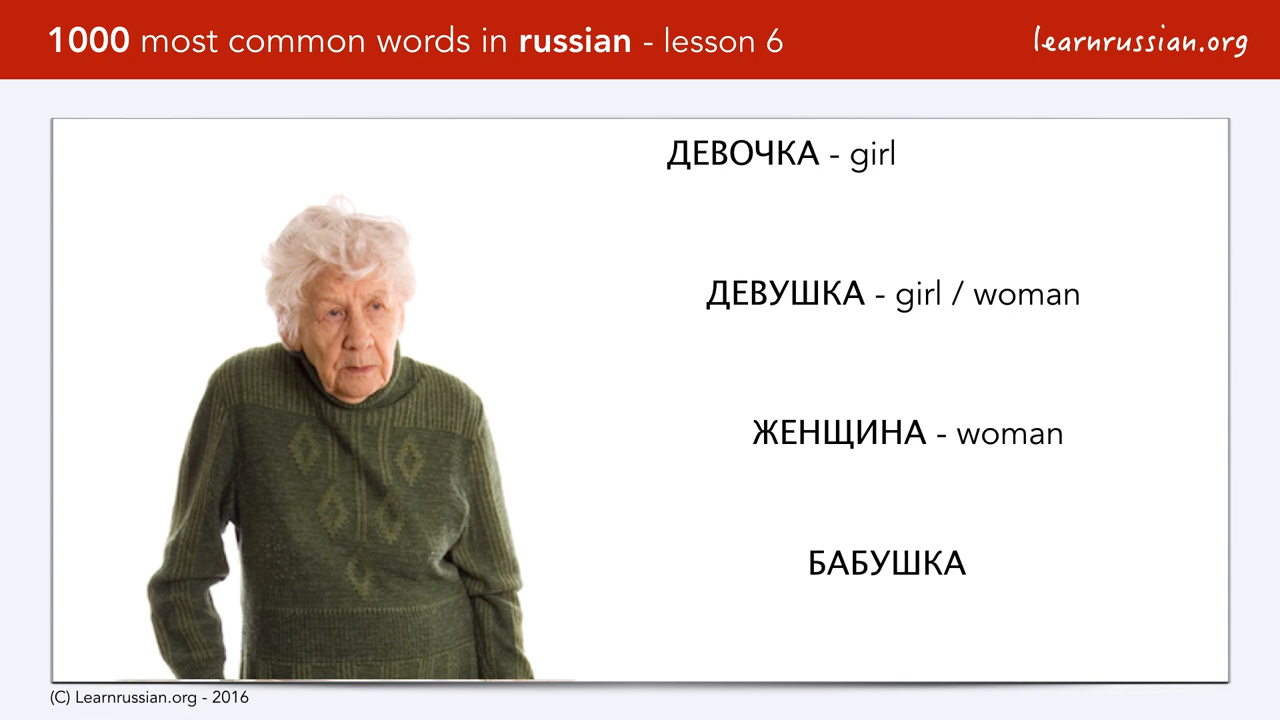 1000 most common words in russian - lesson 6
learnrussian.org
ДЕВОЧКА - girl
ДЕВУШКА - girl / woman
ЖЕНЩИНА - woman
БАБУШКА
(C) Learnrussian.org - 2016